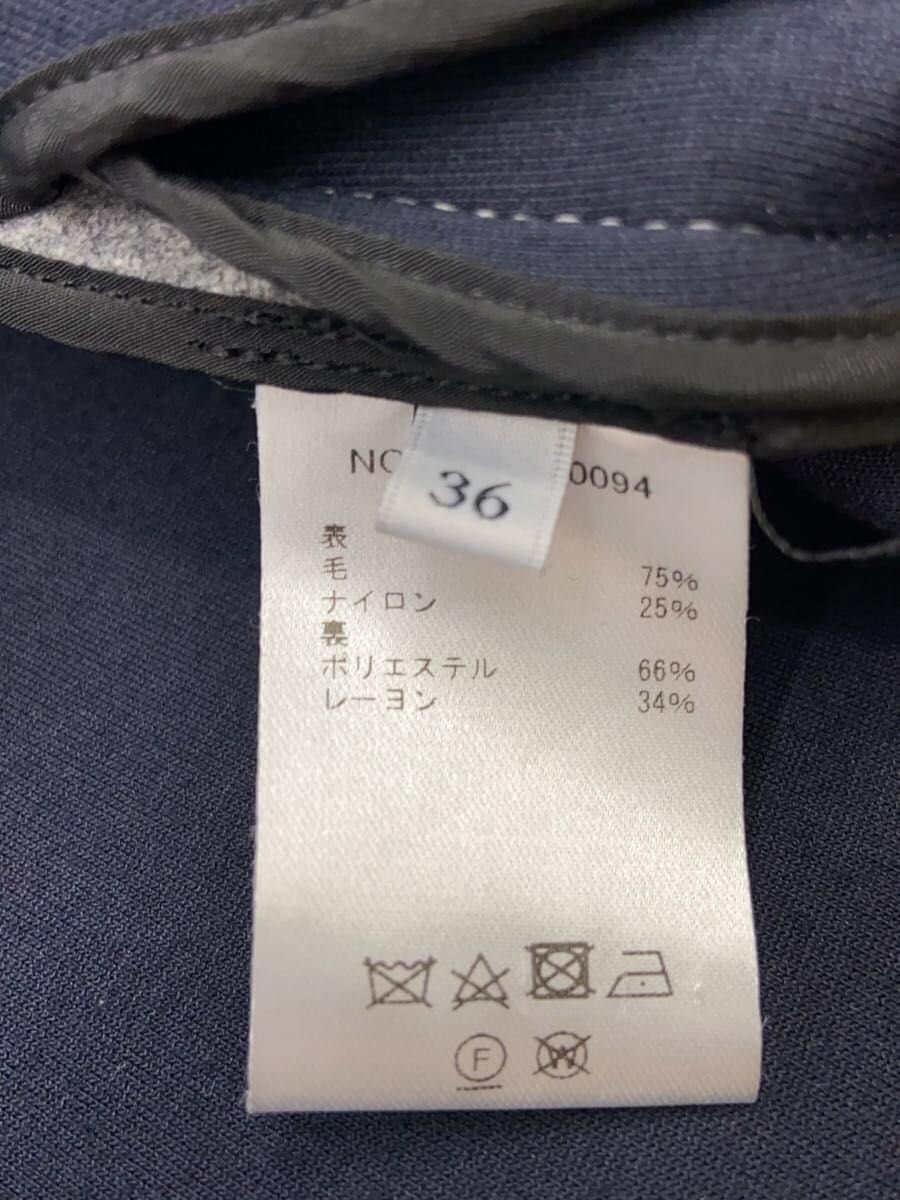 NO 0094
36
表
毛 75%
ナイロン 25%
裏
ポリエステル 66%
レーヨン 34%
F
W